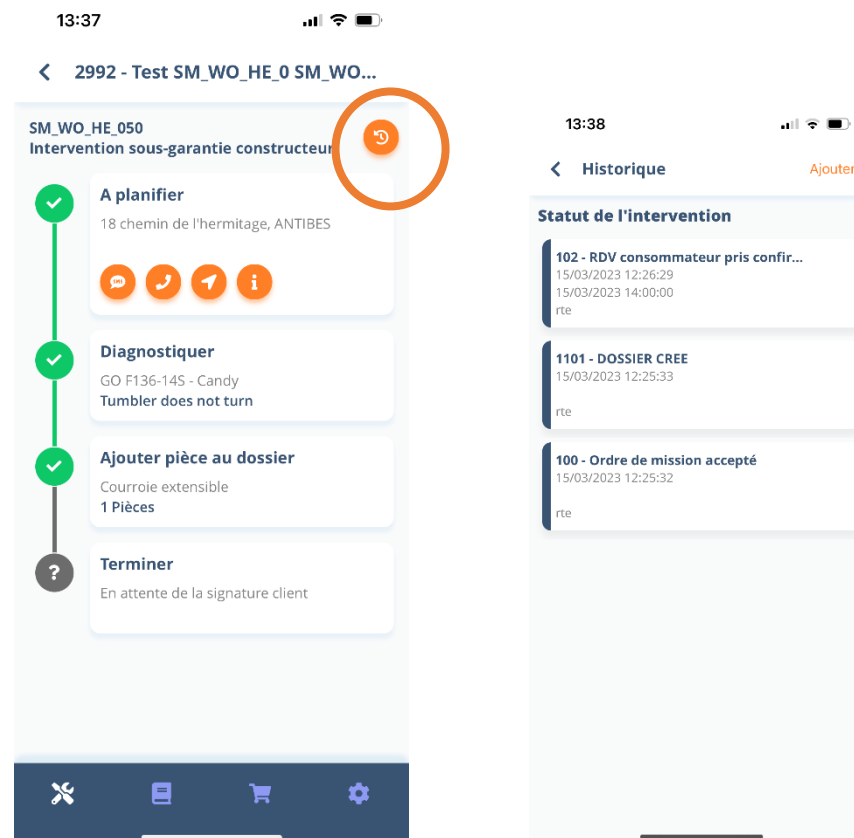 13:37
2992 - Test SM_WO_HE_0 SM_WO...
SM_WO_HE_050
Intervention sous-garantie constructeur
A planifier
18 chemin de l'hermitage, ANTIBES
SMS
Diagnostiquer
GO F136-14S - Candy
Tumbler does not turn
Ajouter pièce au dossier
Courroie extensible
1 Pièces
Terminer
En attente de la signature client
13:38
Historique
Ajouter
Statut de l'intervention
102 - RDV consommateur pris confir...
15/03/2023 12:26:29
15/03/2023 14:00:00
rte
1101 - DOSSIER CREE
15/03/2023 12:25:33
rte
100 - Ordre de mission accepté
15/03/2023 12:25:32
rte